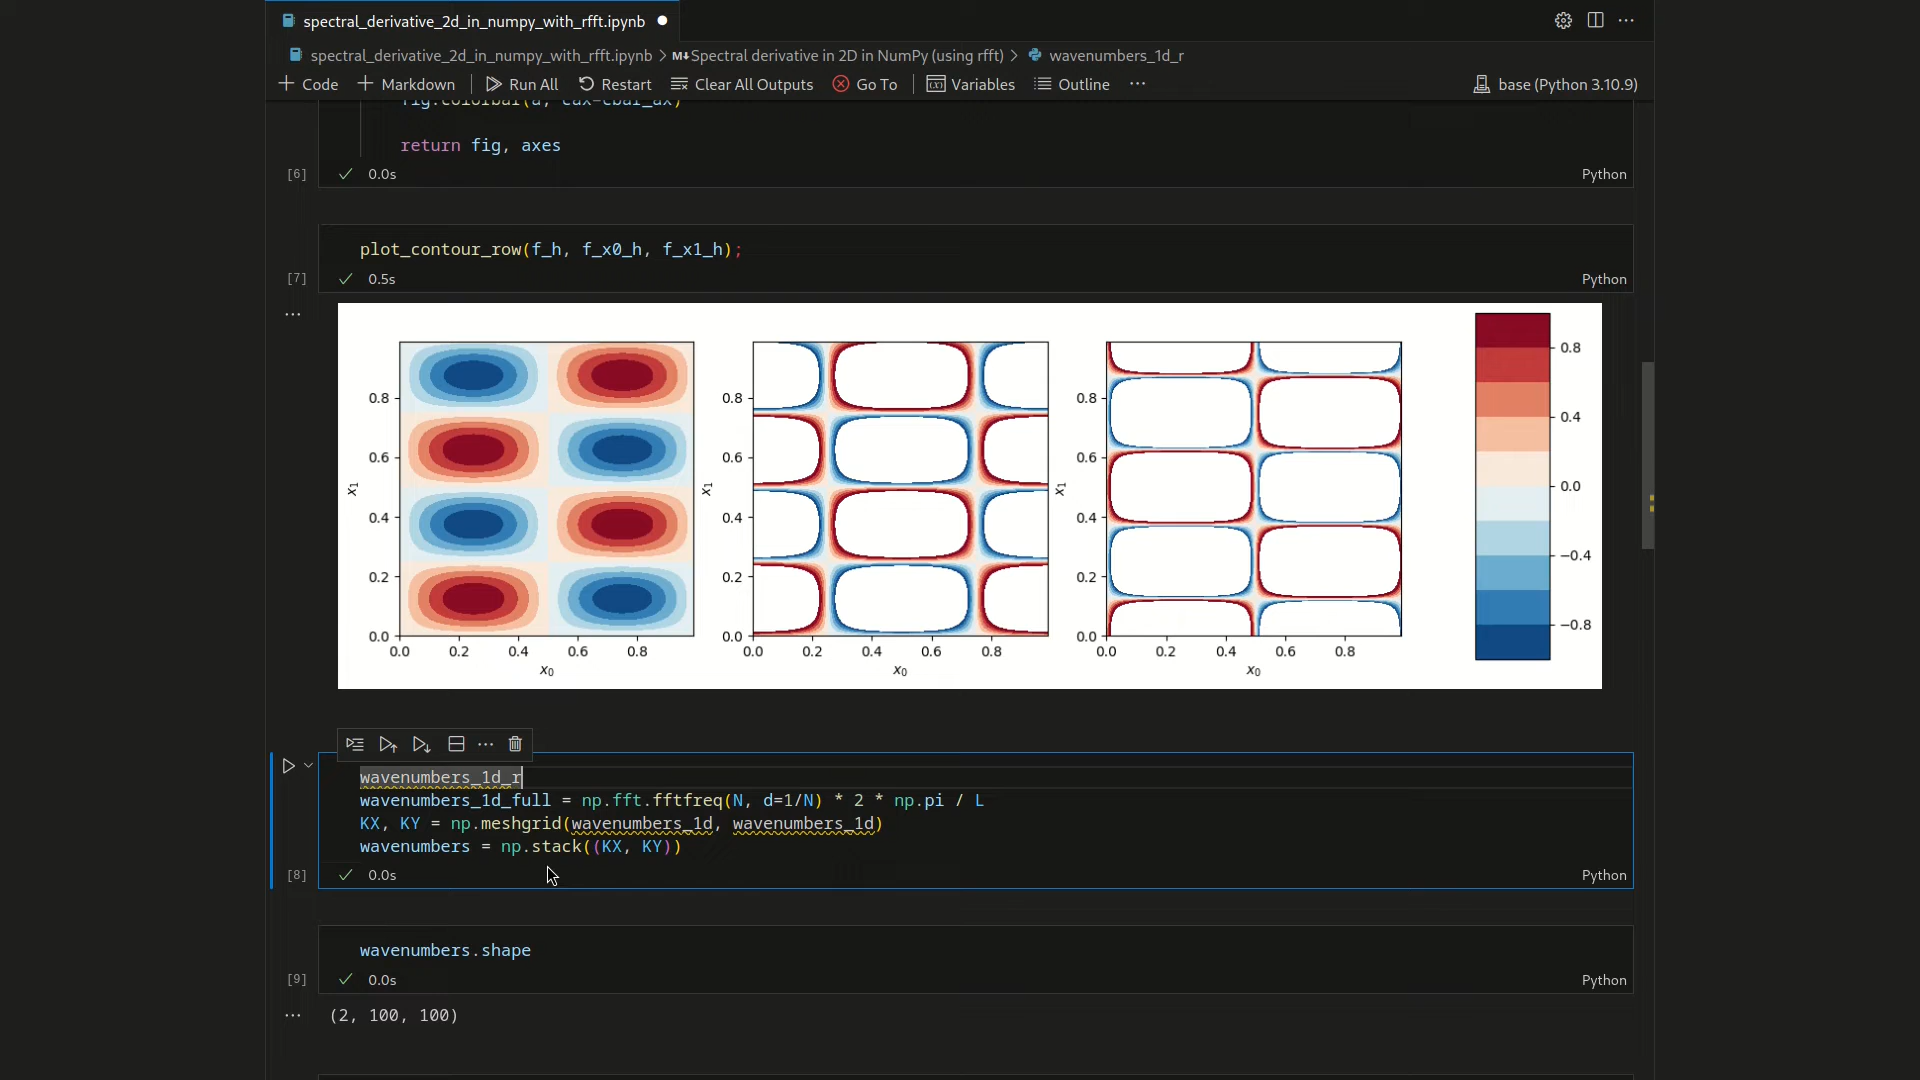 spectral_derivative_2d_in_numpy_with_rfft.ipynb
spectral_derivative_2d_in_numpy_with_rfft.ipynb > M↓ Spectral derivative in 2D in NumPy (using rfft) > wavenumbers_1d_r
+ Code + Markdown Run All Restart Clear All Outputs Go To Variables Outline ··· base (Python 3.10.9)
fig.colorbar(a, cax=cbar_ax)
return fig, axes
[6] 0.0s Python
plot_contour_row(f_h, f_x0_h, f_x1_h);
[7] 0.5s Python
0.8 0.6 0.4 0.2 0.0
x₁
0.0 0.2 0.4 0.6 0.8
x₀
0.8 0.6 0.4 0.2 0.0
x₁
0.0 0.2 0.4 0.6 0.8
x₀
0.8 0.6 0.4 0.2 0.0
x₁
0.0 0.2 0.4 0.6 0.8
x₀
0.8
0.4
0.0
−0.4
−0.8
wavenumbers_1d_r
wavenumbers_1d_full = np.fft.fftfreq(N, d=1/N) * 2 * np.pi / L
KX, KY = np.meshgrid(wavenumbers_1d, wavenumbers_1d)
wavenumbers = np.stack((KX, KY))
[8] 0.0s Python
wavenumbers.shape
[9] 0.0s Python
(2, 100, 100)